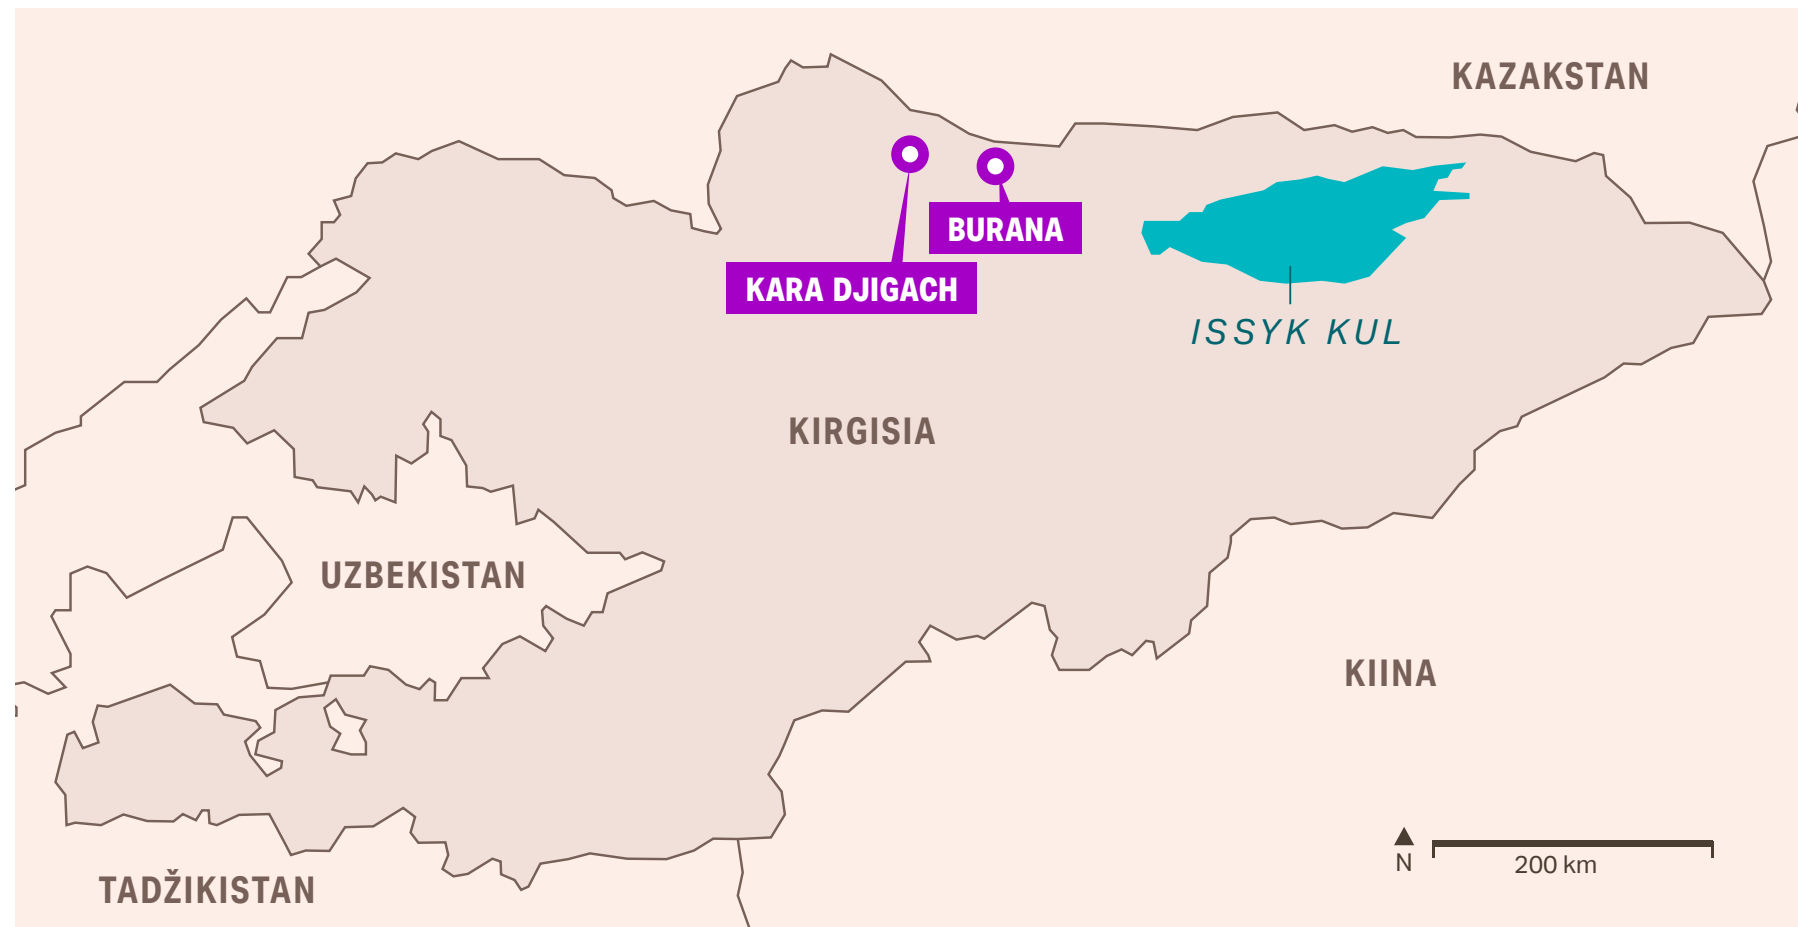 KAZAKSTAN
BURANA
KARA DJIGACH
ISSYK KUL
KIRGISIA
UZBEKISTAN
KIINA
N
200 km
TADŽIKISTAN